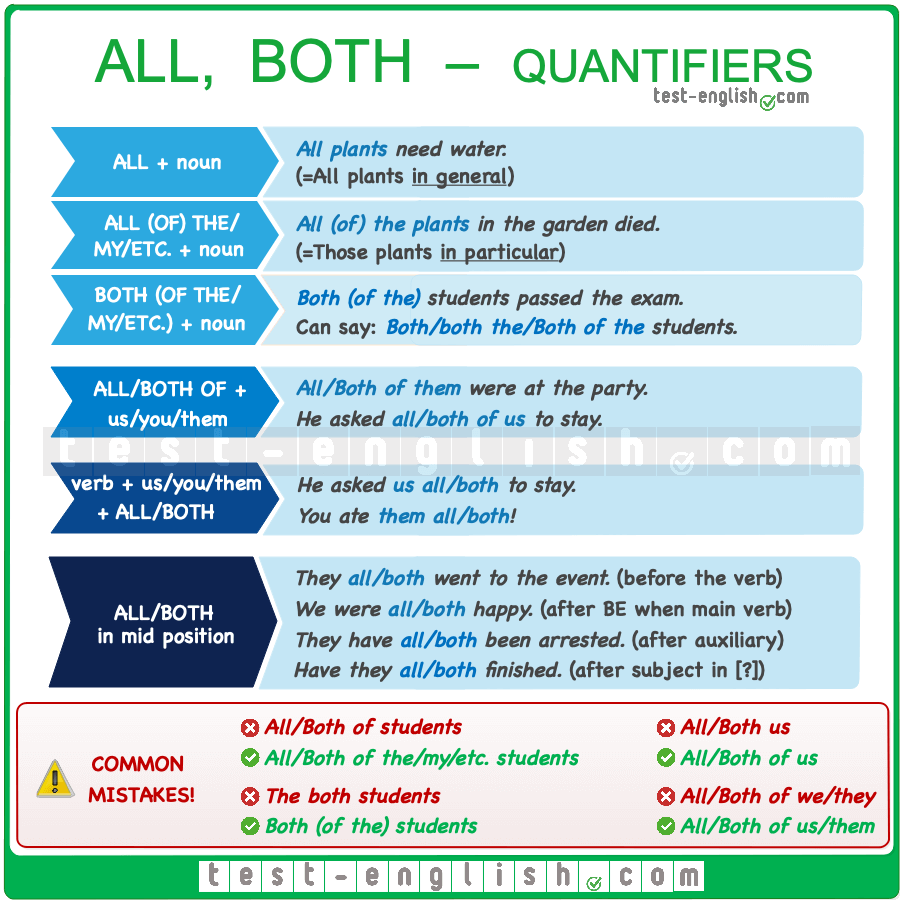 ALL, BOTH – QUANTIFIERS
test-english.com
ALL + noun
All plants need water.
(=All plants in general)
ALL (OF) THE/
MY/ETC. + noun
All (of) the plants in the garden died.
(=Those plants in particular)
BOTH (OF THE/
MY/ETC.) + noun
Both (of the) students passed the exam.
Can say: Both/both the/Both of the students.
ALL/BOTH OF +
us/you/them
All/Both of them were at the party.
He asked all/both of us to stay.
test-english.com
verb + us/you/them
+ ALL/BOTH
He asked us all/both to stay.
You ate them all/both!
ALL/BOTH
in mid position
They all/both went to the event. (before the verb)
We were all/both happy. (after BE when main verb)
They have all/both been arrested. (after auxiliary)
Have they all/both finished. (after subject in [?])
COMMON
MISTAKES!
All/Both of students
All/Both of the/my/etc. students
The both students
Both (of the) students
All/Both us
All/Both of us
All/Both of we/they
All/Both of us/them
test-english.com